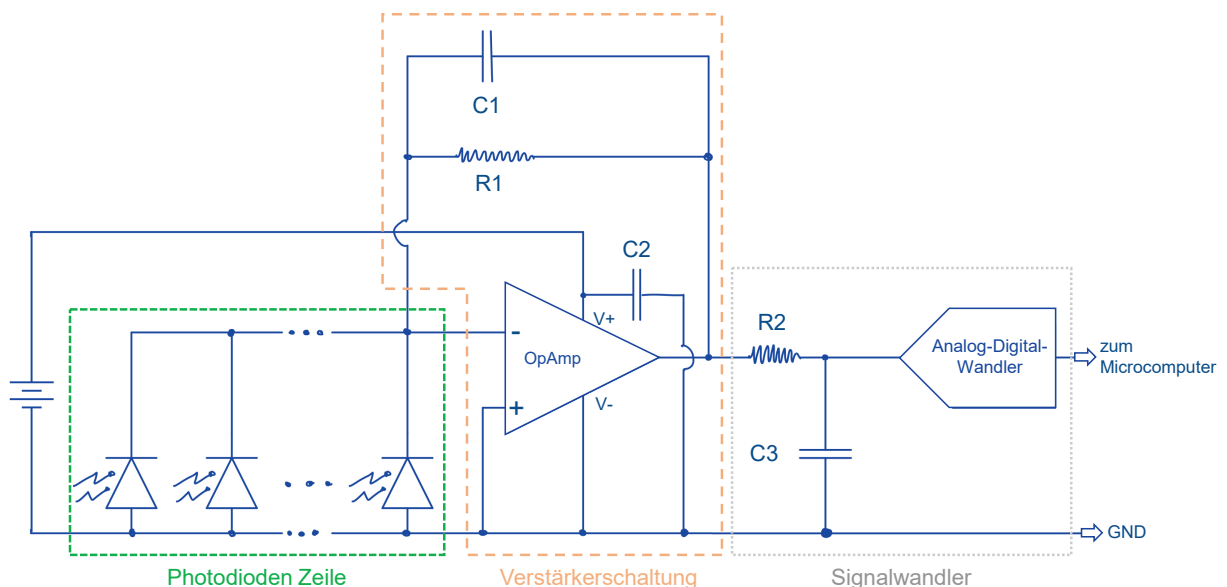 C1
R1
C2
V+
-
OpAmp
+
V-
R2
Analog-Digital-
Wandler
zum
Microcomputer
C3
GND
Photodioden Zeile
Verstärkerschaltung
Signalwandler